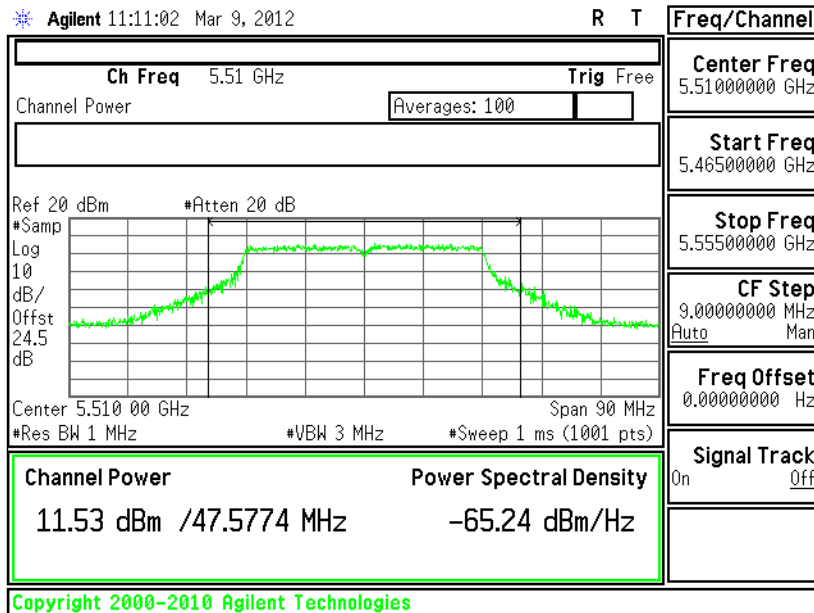 Agilent 11:11:02 Mar 9, 2012 R T
Ch Freq 5.51 GHz Trig Free
Channel Power Averages: 100
Ref 20 dBm #Atten 20 dB
#Samp
Log
10
dB/
Offst
24.5
dB
Center 5.510 00 GHz Span 90 MHz
#Res BW 1 MHz #VBW 3 MHz #Sweep 1 ms (1001 pts)
Channel Power Power Spectral Density
11.53 dBm /47.5774 MHz -65.24 dBm/Hz
Copyright 2000-2010 Agilent Technologies
Freq/Channel
Center Freq
5.51000000 GHz
Start Freq
5.46500000 GHz
Stop Freq
5.55500000 GHz
CF Step
9.00000000 MHz
Auto Man
Freq Offset
0.00000000 Hz
Signal Track
On Off